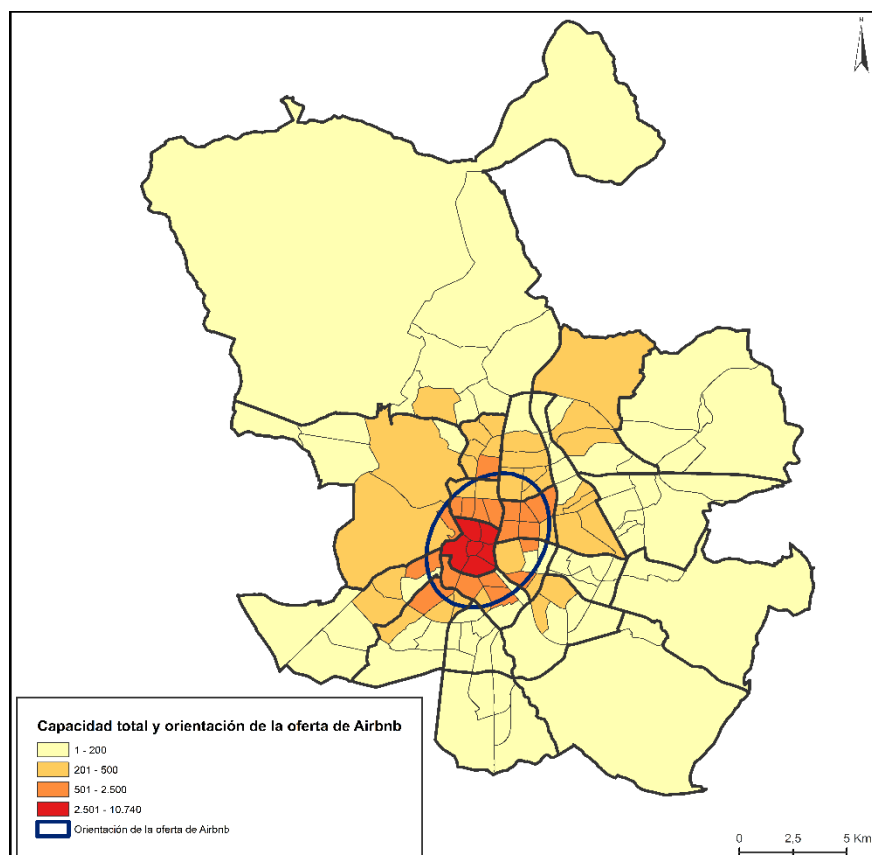 N
Capacidad total y orientación de la oferta de Airbnb
1 - 200
201 - 500
501 - 2.500
2.501 - 10.740
Orientación de la oferta de Airbnb
0 2,5 5 Km